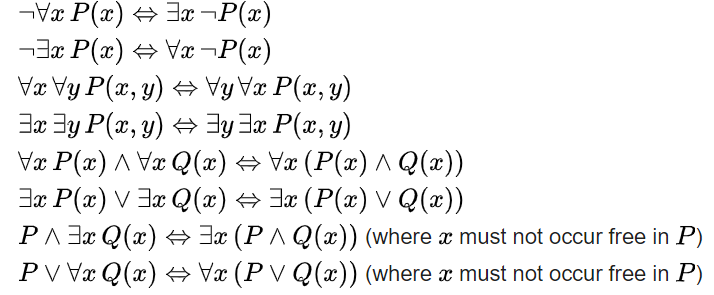 ¬∀x P(x) ⇔ ∃x ¬P(x)
¬∃x P(x) ⇔ ∀x ¬P(x)
∀x ∀y P(x, y) ⇔ ∀y ∀x P(x, y)
∃x ∃y P(x, y) ⇔ ∃y ∃x P(x, y)
∀x P(x) ∧ ∀x Q(x) ⇔ ∀x (P(x) ∧ Q(x))
∃x P(x) ∨ ∃x Q(x) ⇔ ∃x (P(x) ∨ Q(x))
P ∧ ∃x Q(x) ⇔ ∃x (P ∧ Q(x)) (where x must not occur free in P)
P ∨ ∀x Q(x) ⇔ ∀x (P ∨ Q(x)) (where x must not occur free in P)